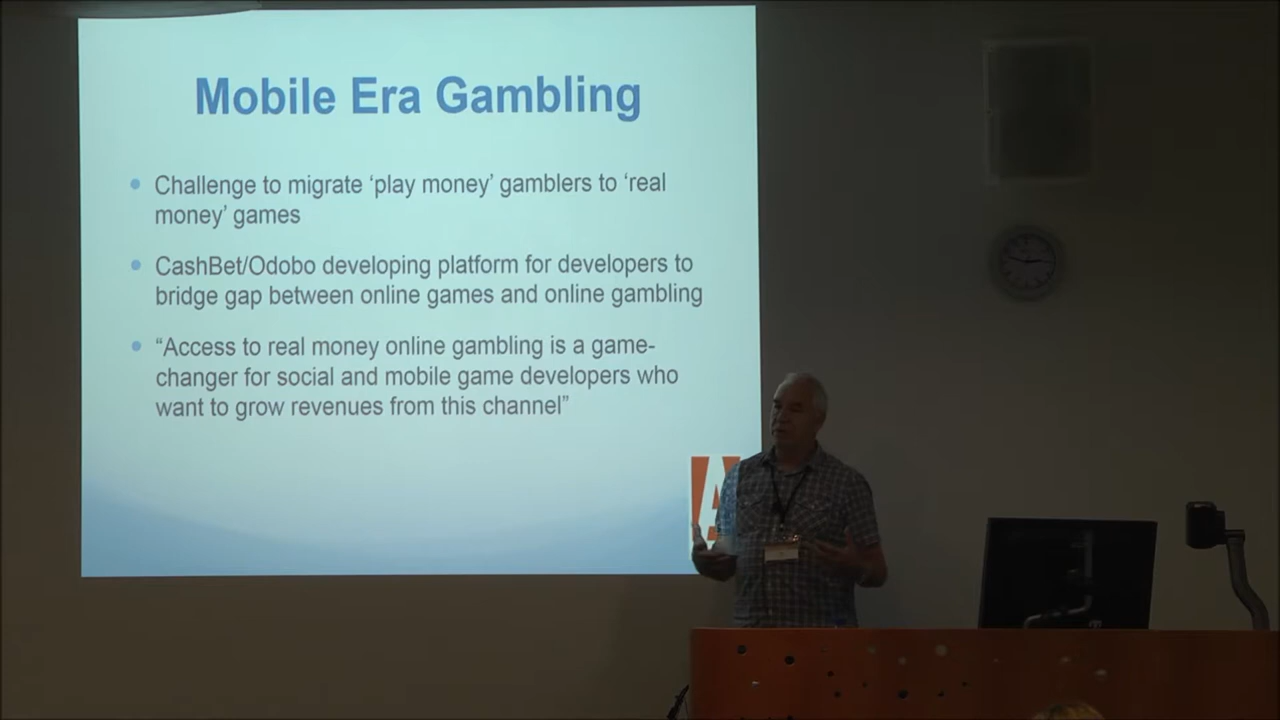 Mobile Era Gambling
Challenge to migrate ‘play money’ gamblers to ‘real
money’ games
CashBet/Odobo developing platform for developers to
bridge gap between online games and online gambling
“Access to real money online gambling is a game-
changer for social and mobile game developers who
want to grow revenues from this channel”
A